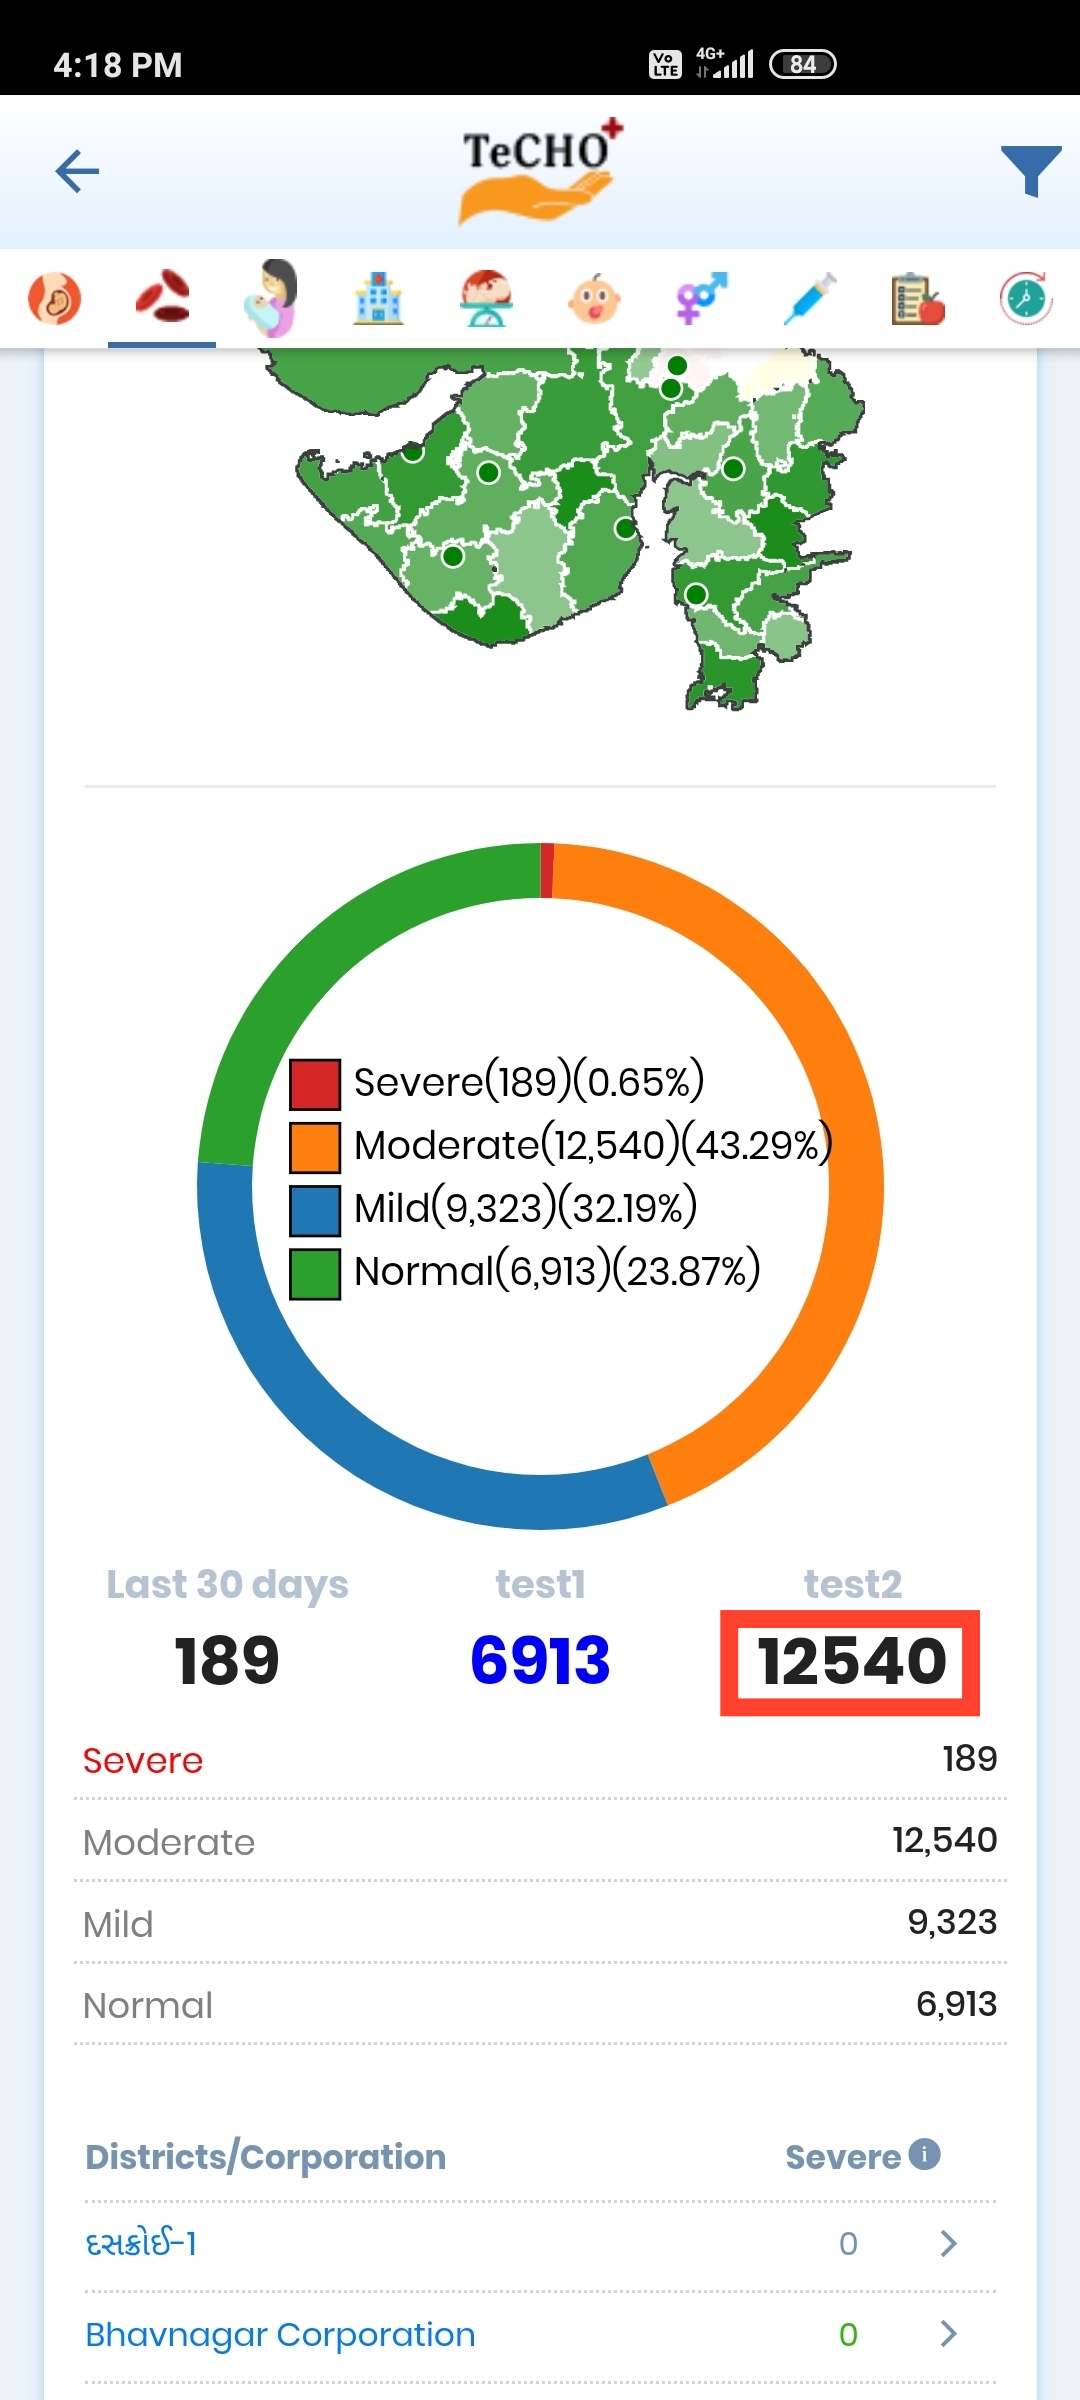 4:18 PM
Vo LTE 4G+ 84
TeCHO+
Severe(189)(0.65%)
Moderate(12,540)(43.29%)
Mild(9,323)(32.19%)
Normal(6,913)(23.87%)
Last 30 days test1 test2
189 6913 12540
Severe 189
Moderate 12,540
Mild 9,323
Normal 6,913
Districts/Corporation Severe i
દસક્રોઈ-1 0
Bhavnagar Corporation 0